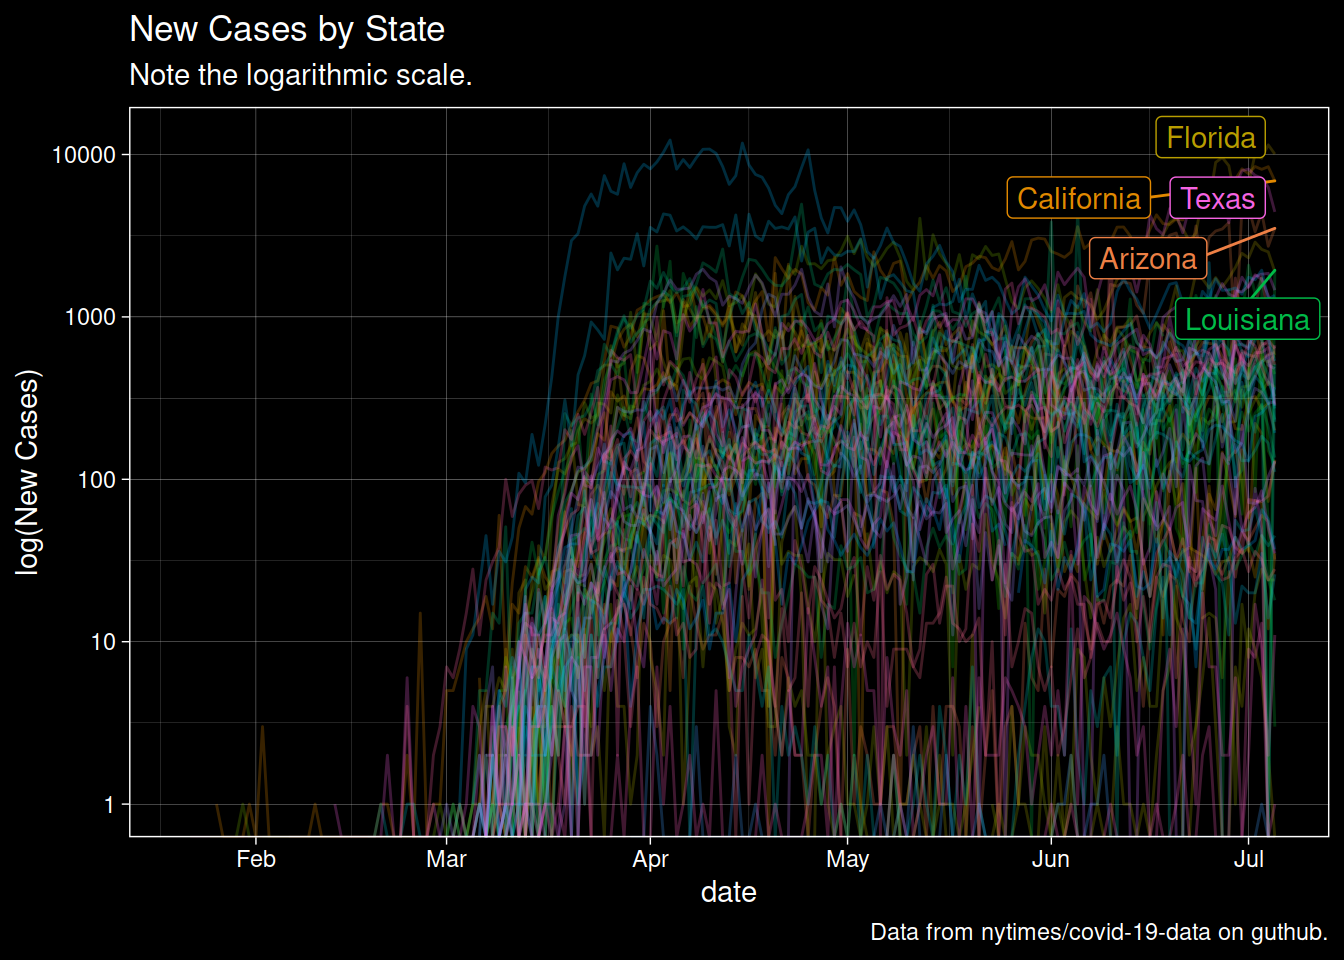 New Cases by State
Note the logarithmic scale.
log(New Cases)
10000
1000
100
10
1
Florida
California
Texas
Arizona
Louisiana
Feb
Mar
Apr
May
Jun
Jul
date
Data from nytimes/covid-19-data on guthub.